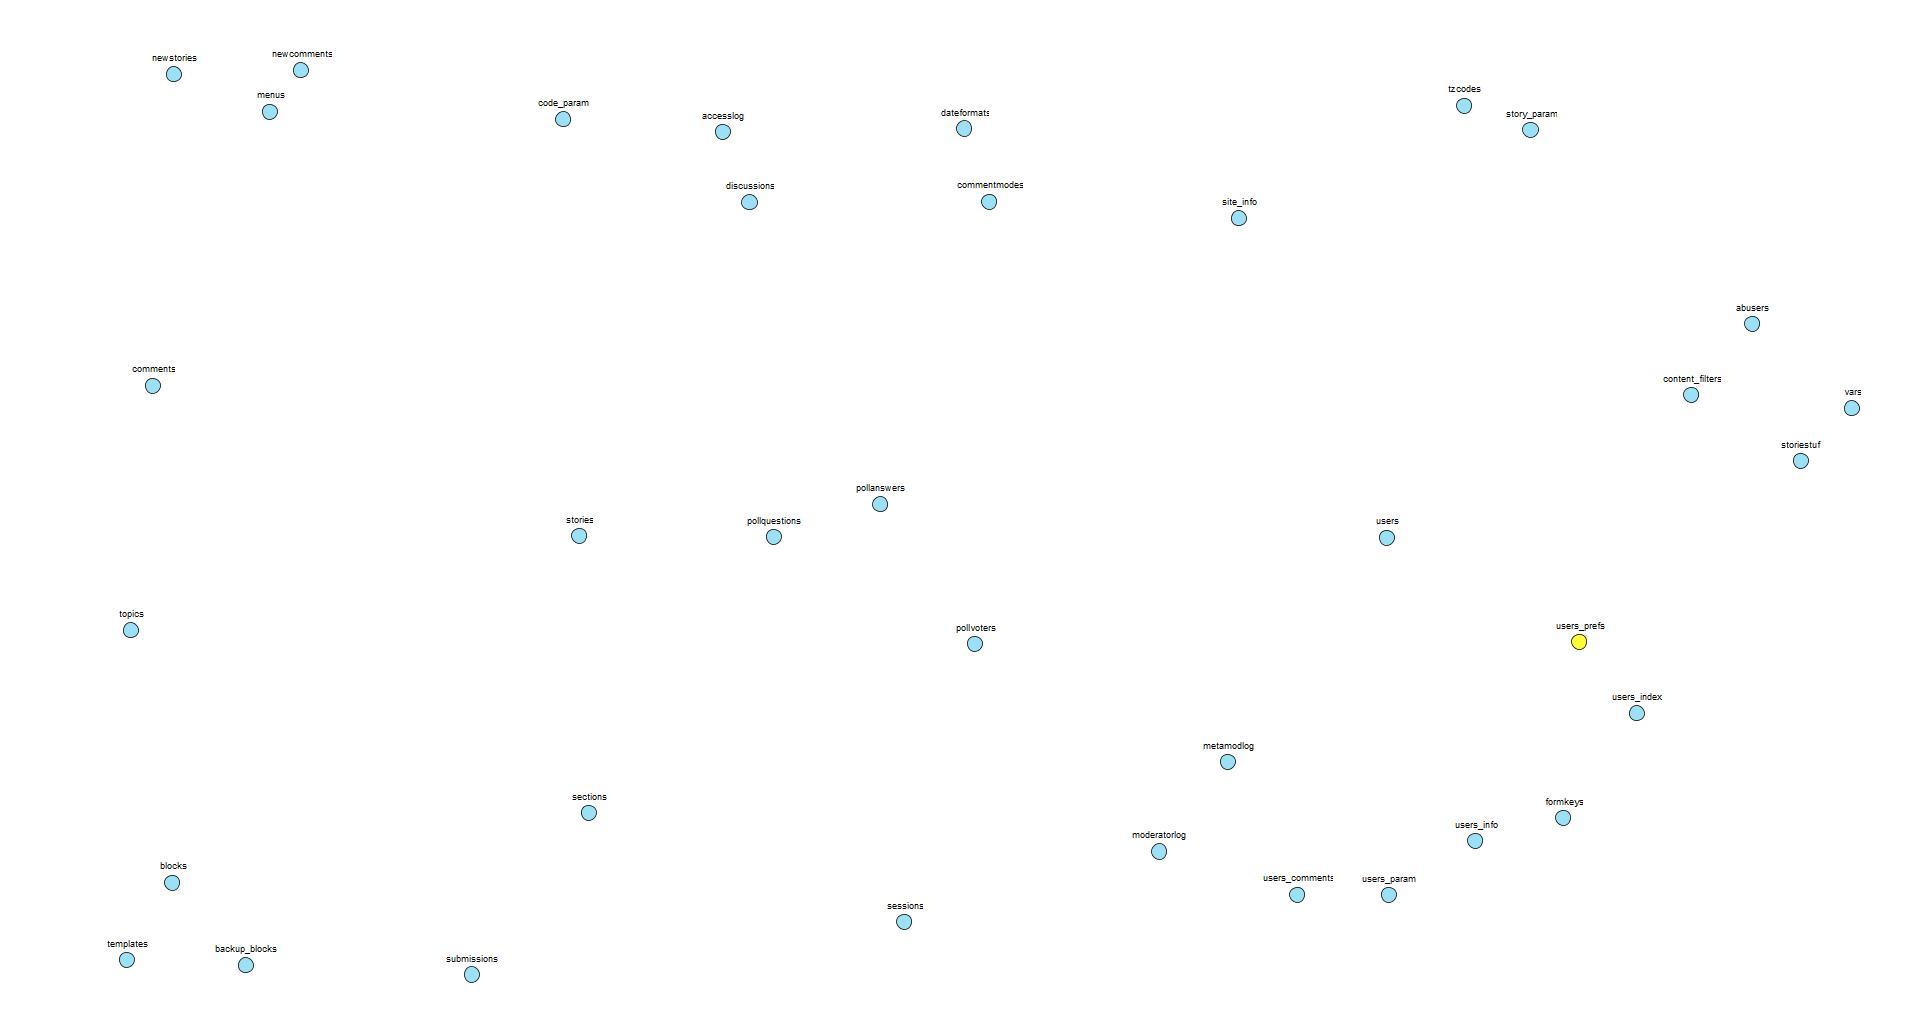 newstories
newcomments
menus
code_param
accesslog
dateformats
tzcodes
story_param
discussions
commentmodes
site_info
abusers
comments
content_filters
vars
storiestuf
pollanswers
stories
pollquestions
users
topics
pollvoters
users_prefs
users_index
metamodlog
sections
formkeys
users_info
moderatorlog
blocks
users_comments
users_param
sessions
templates
backup_blocks
submissions